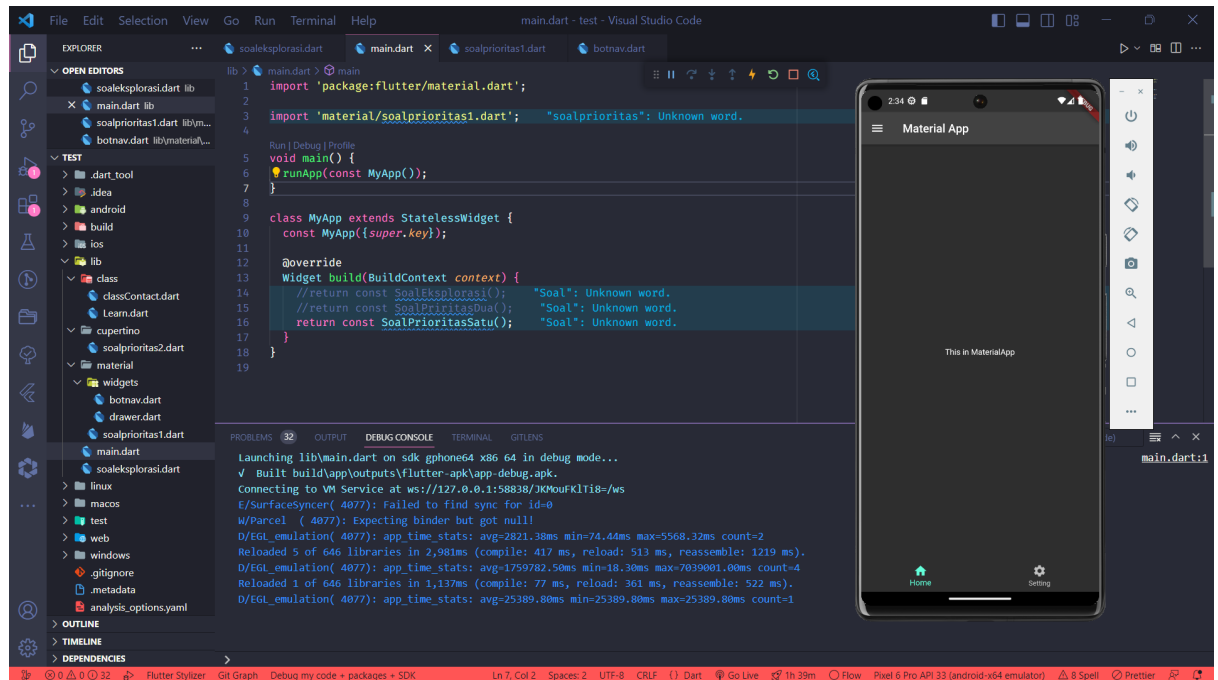 File Edit Selection View Go Run Terminal Help main.dart - test - Visual Studio Code
EXPLORER
soaleksplorasi.dart main.dart soalprioritas1.dart botnav.dart
OPEN EDITORS
soaleksplorasi.dart lib
main.dart lib
soalprioritas1.dart lib\m...
botnav.dart lib\material\...
TEST
.dart_tool
.idea
android
build
ios
lib
class
classContact.dart
Learn.dart
cupertino
soalprioritas2.dart
material
widgets
botnav.dart
drawer.dart
soalprioritas1.dart
main.dart
soaleksplorasi.dart
linux
macos
test
web
windows
.gitignore
.metadata
analysis_options.yaml
OUTLINE
TIMELINE
DEPENDENCIES
1
1
lib > main.dart > main
1 import 'package:flutter/material.dart';
2
3 import 'material/soalprioritas1.dart'; "soalprioritas": Unknown word.
4
Run | Debug | Profile
5 void main() {
6 runApp(const MyApp());
7 }
8
9 class MyApp extends StatelessWidget {
10 const MyApp({super.key});
11
12 @override
13 Widget build(BuildContext context) {
14 //return const SoalEksplorasi(); "Soal": Unknown word.
15 //return const SoalPriritasDua(); "Soal": Unknown word.
16 return const SoalPrioritasSatu(); "Soal": Unknown word.
17 }
18 }
19
PROBLEMS 32 OUTPUT DEBUG CONSOLE TERMINAL GITLENS
Launching lib\main.dart on sdk gphone64 x86 64 in debug mode...
main.dart:1
√ Built build\app\outputs\flutter-apk\app-debug.apk.
Connecting to VM Service at ws://127.0.0.1:58838/JKMouFKlTi8=/ws
E/SurfaceSyncer( 4077): Failed to find sync for id=0
W/Parcel ( 4077): Expecting binder but got null!
D/EGL_emulation( 4077): app_time_stats: avg=2821.38ms min=74.44ms max=5568.32ms count=2
Reloaded 5 of 646 libraries in 2,981ms (compile: 417 ms, reload: 513 ms, reassemble: 1219 ms).
D/EGL_emulation( 4077): app_time_stats: avg=1759782.50ms min=18.30ms max=7039001.00ms count=4
Reloaded 1 of 646 libraries in 1,137ms (compile: 77 ms, reload: 361 ms, reassemble: 522 ms).
D/EGL_emulation( 4077): app_time_stats: avg=25389.80ms min=25389.80ms max=25389.80ms count=1
2:34
Material App
This in MaterialApp
Home Setting
0 0 32 Flutter Stylizer Git Graph Debug my code + packages + SDK Ln 7, Col 2 Spaces: 2 UTF-8 CRLF {} Dart Go Live 1h 39m Flow Pixel 6 Pro API 33 (android-x64 emulator) 8 Spell Prettier